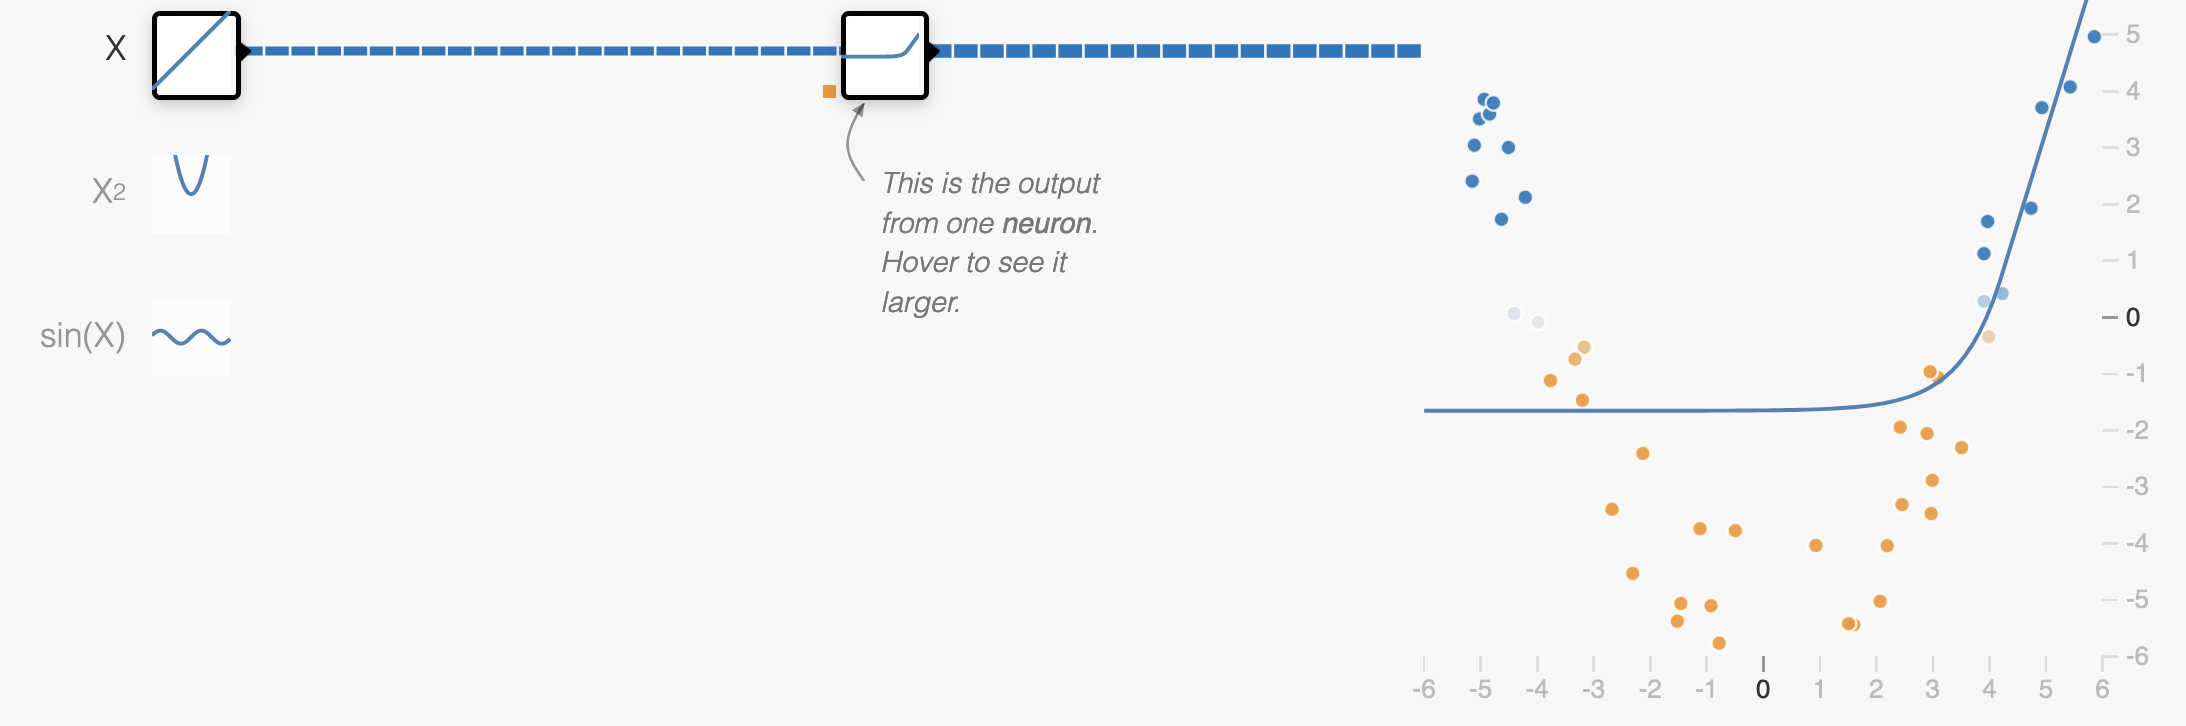 X
X2
sin(X)
This is the output
from one neuron.
Hover to see it
larger.
5
4
3
2
1
0
-1
-2
-3
-4
-5
-6
-6 -5 -4 -3 -2 -1 0 1 2 3 4 5 6